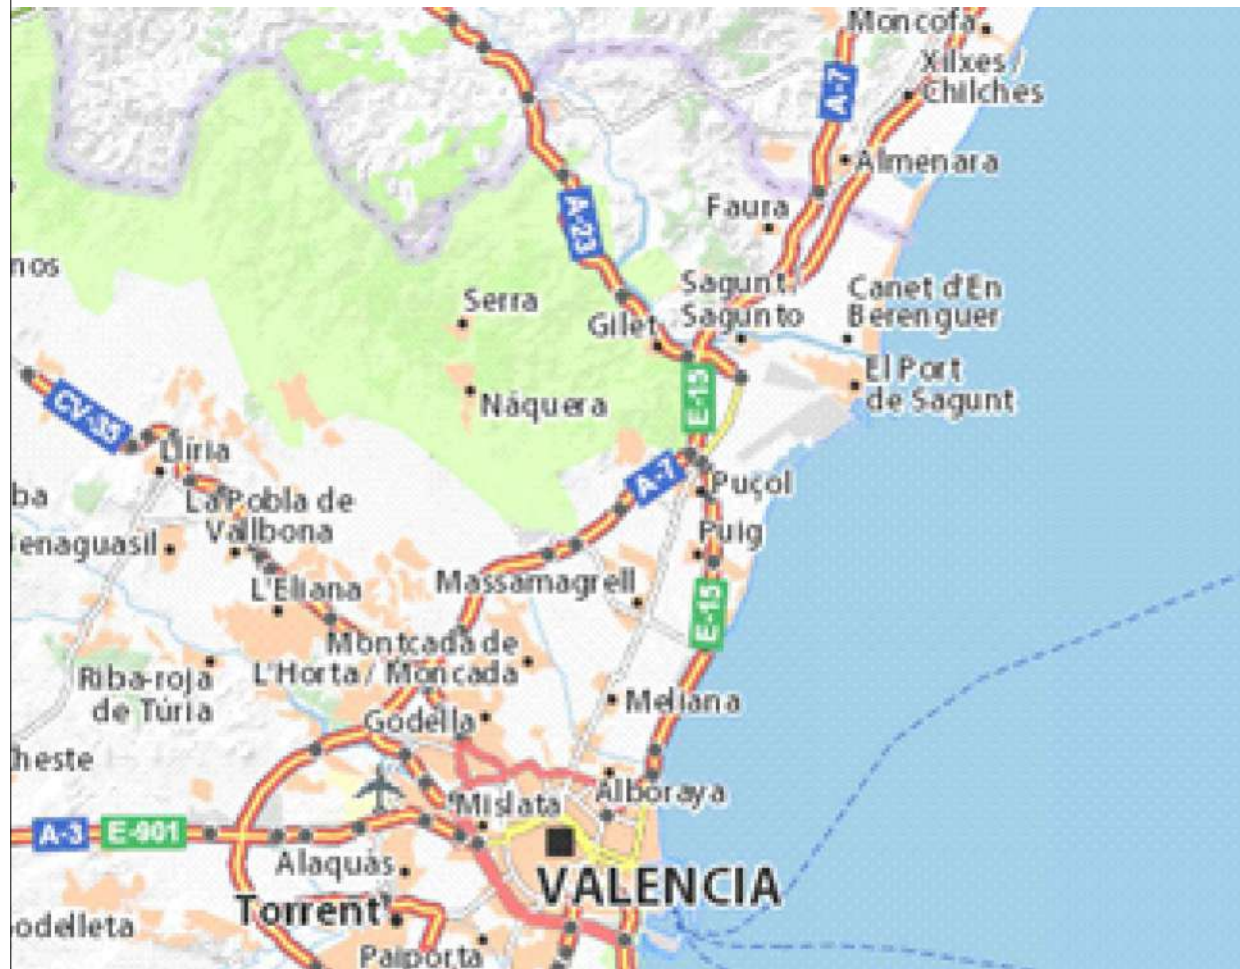 Moncofa
Xilxes /
Chilches
A-7
Almenara
Faura
A-23
nos
Serra
Sagunt/
Sagunto
Canet d'En
Berenguer
Gilet
El Port
de Sagunt
E-15
Náquera
CV-35
Llíria
A-7
Puçol
ba
La Pobla de
Vallbona
Puig
enaguasil
Massamagrell
L'Eliana
E-15
Montcada de
L'Horta / Moncada
Riba-roja
de Túria
Meliana
Godella
heste
Alboraya
Mislata
A-3
E-901
Alaquàs
VALENCIA
Torrent
odelleta
Paiporta